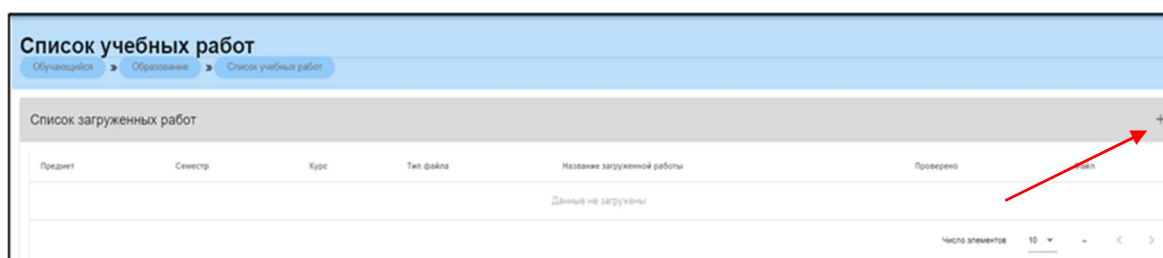 Список учебных работ
Обучающийся » Образование » Список учебных работ
Список загруженных работ +
Предмет Семестр Курс Тип файла Название загруженной работы Проверено Файл
Данные не загружены
Число элементов 10 – < >